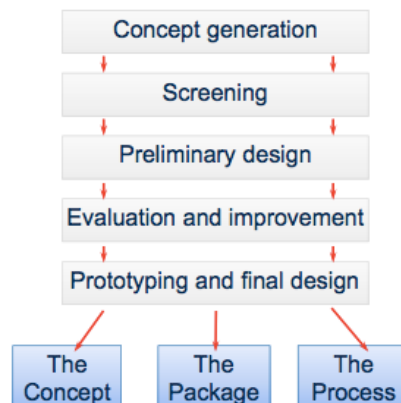 Concept generation
Screening
Preliminary design
Evaluation and improvement
Prototyping and final design
The
Concept
The
Package
The
Process